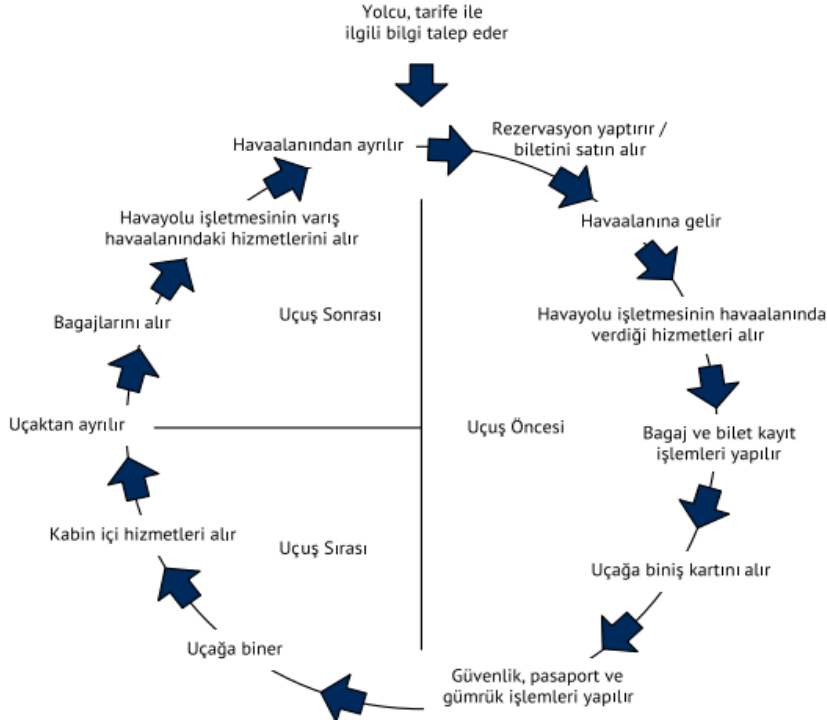 Yolcu, tarife ile
ilgili bilgi talep eder
Rezervasyon yaptırır /
biletini satın alır
Havaalanına gelir
Havayolu işletmesinin havaalanında
verdiği hizmetleri alır
Bagaj ve bilet kayıt
işlemleri yapılır
Uçağa biniş kartını alır
Güvenlik, pasaport ve
gümrük işlemleri yapılır
Uçağa biner
Kabin içi hizmetleri alır
Uçaktan ayrılır
Bagajlarını alır
Havayolu işletmesinin varış
havaalanındaki hizmetlerini alır
Havaalanından ayrılır
Uçuş Öncesi
Uçuş Sırası
Uçuş Sonrası